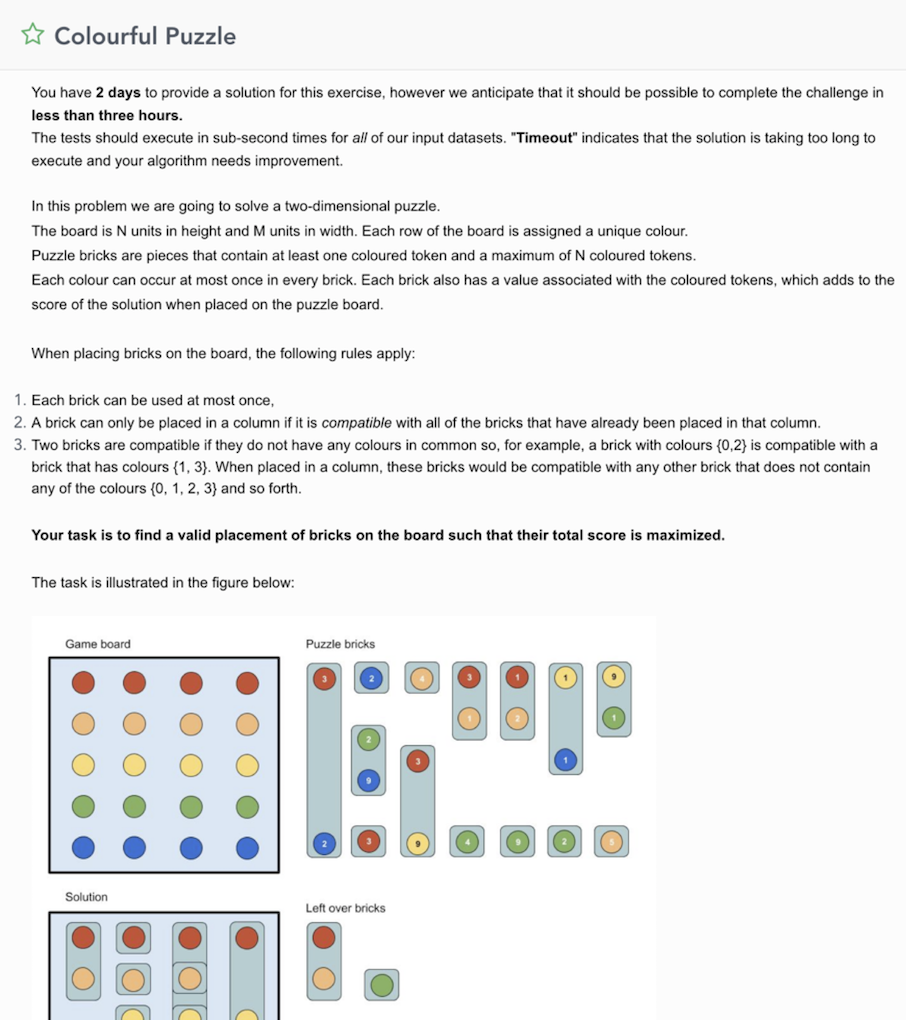 Colourful Puzzle
You have 2 days to provide a solution for this exercise, however we anticipate that it should be possible to complete the challenge in
less than three hours.
The tests should execute in sub-second times for all of our input datasets. "Timeout" indicates that the solution is taking too long to
execute and your algorithm needs improvement.
In this problem we are going to solve a two-dimensional puzzle.
The board is N units in height and M units in width. Each row of the board is assigned a unique colour.
Puzzle bricks are pieces that contain at least one coloured token and a maximum of N coloured tokens.
Each colour can occur at most once in every brick. Each brick also has a value associated with the coloured tokens, which adds to the
score of the solution when placed on the puzzle board.
When placing bricks on the board, the following rules apply:
1. Each brick can be used at most once,
2. A brick can only be placed in a column if it is compatible with all of the bricks that have already been placed in that column.
3. Two bricks are compatible if they do not have any colours in common so, for example, a brick with colours {0,2} is compatible with a
brick that has colours {1, 3}. When placed in a column, these bricks would be compatible with any other brick that does not contain
any of the colours {0, 1, 2, 3} and so forth.
Your task is to find a valid placement of bricks on the board such that their total score is maximized.
The task is illustrated in the figure below:
Game board
Puzzle bricks
3 2 4 3 1 1 9
1 2 1
2
3 1
9
2 3 9 4 9 2 5
Solution
Left over bricks